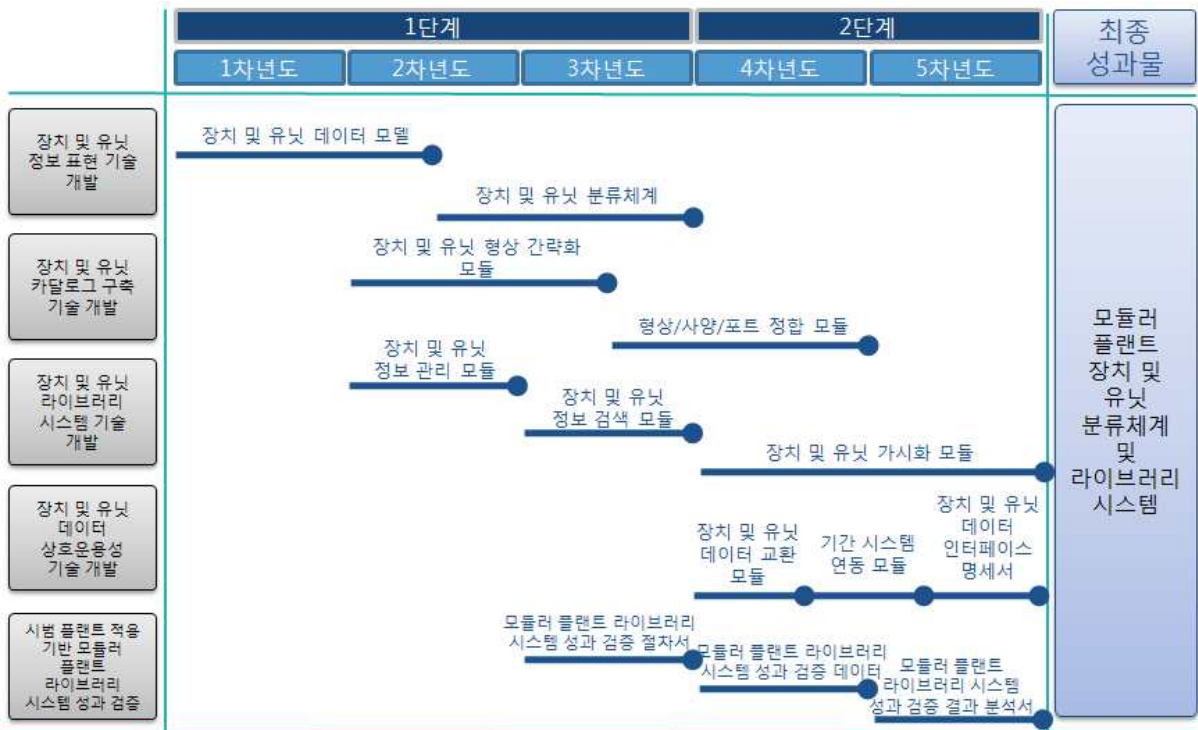 1단계
2단계
최종
성과물
1차년도
2차년도
3차년도
4차년도
5차년도
장치 및 유닛
정보 표현 기술
개발
장치 및 유닛 데이터 모델
장치 및 유닛 분류체계
장치 및 유닛
카달로그 구축
기술 개발
장치 및 유닛 형상 간략화
모듈
형상/사양/포트 정합 모듈
장치 및 유닛
라이브러리
시스템 기술
개발
장치 및 유닛
정보 관리 모듈
장치 및 유닛
정보 검색 모듈
장치 및 유닛 가시화 모듈
장치 및 유닛
데이터
상호운용성
기술 개발
장치 및 유닛
데이터 교환
모듈
기간 시스템
연동 모듈
장치 및 유닛
데이터
인터페이스
명세서
시범 플랜트 적용
기반 모듈러
플랜트
라이브러리
시스템 성과 검증
모듈러 플랜트 라이브러리
시스템 성과 검증 절차서
모듈러 플랜트 라이브러리
시스템 성과 검증 데이터
모듈러 플랜트
라이브러리 시스템
성과 검증 결과 분석서
모듈러
플랜트
장치 및
유닛
분류체계
및
라이브러리
시스템